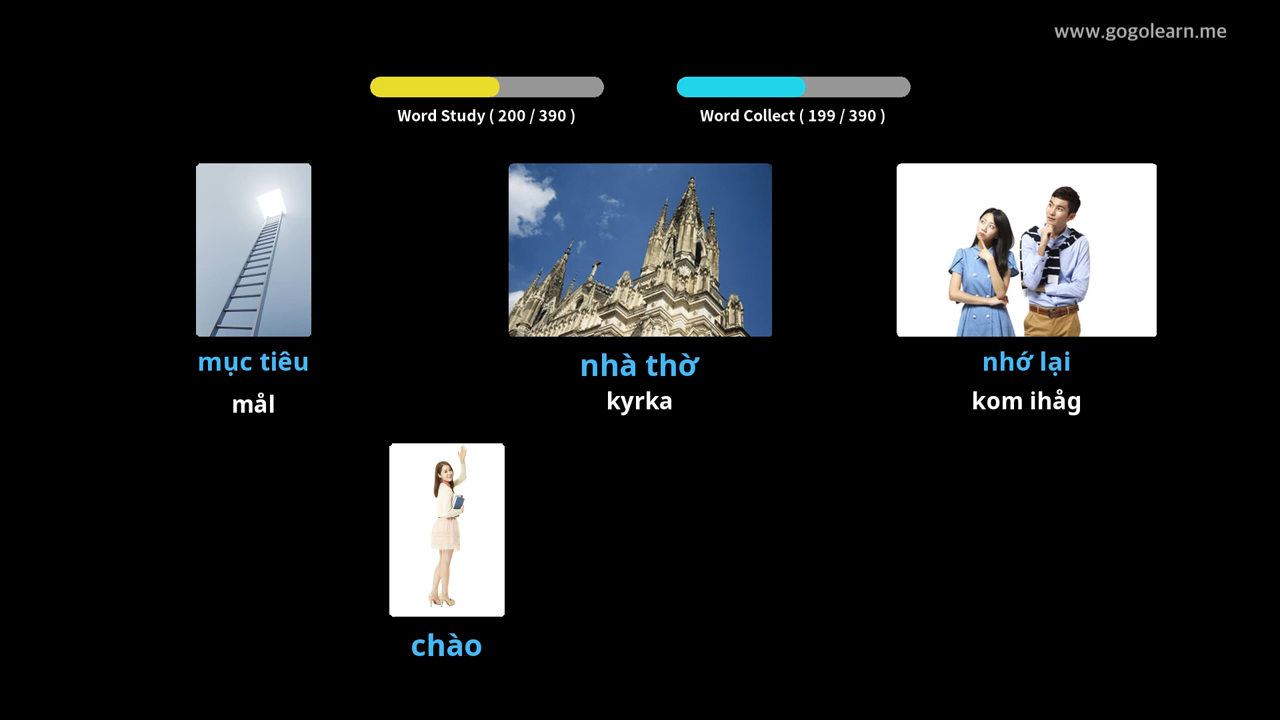 www.gogolearn.me
Word Study ( 200 / 390 )
Word Collect ( 199 / 390 )
mục tiêu
mål
nhà thờ
kyrka
nhớ lại
kom ihåg
chào